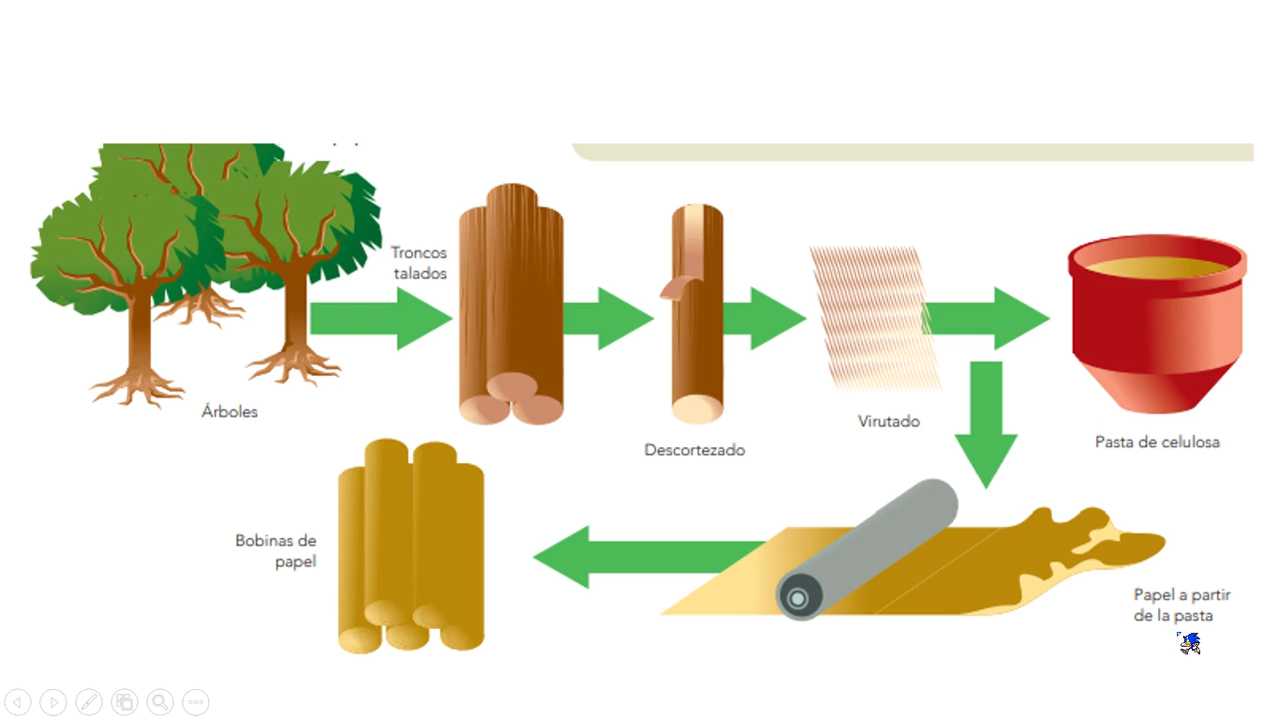 Troncos
talados
Árboles
Descortezado
Virutado
Pasta de celulosa
Papel a partir
de la pasta
Bobinas de
papel